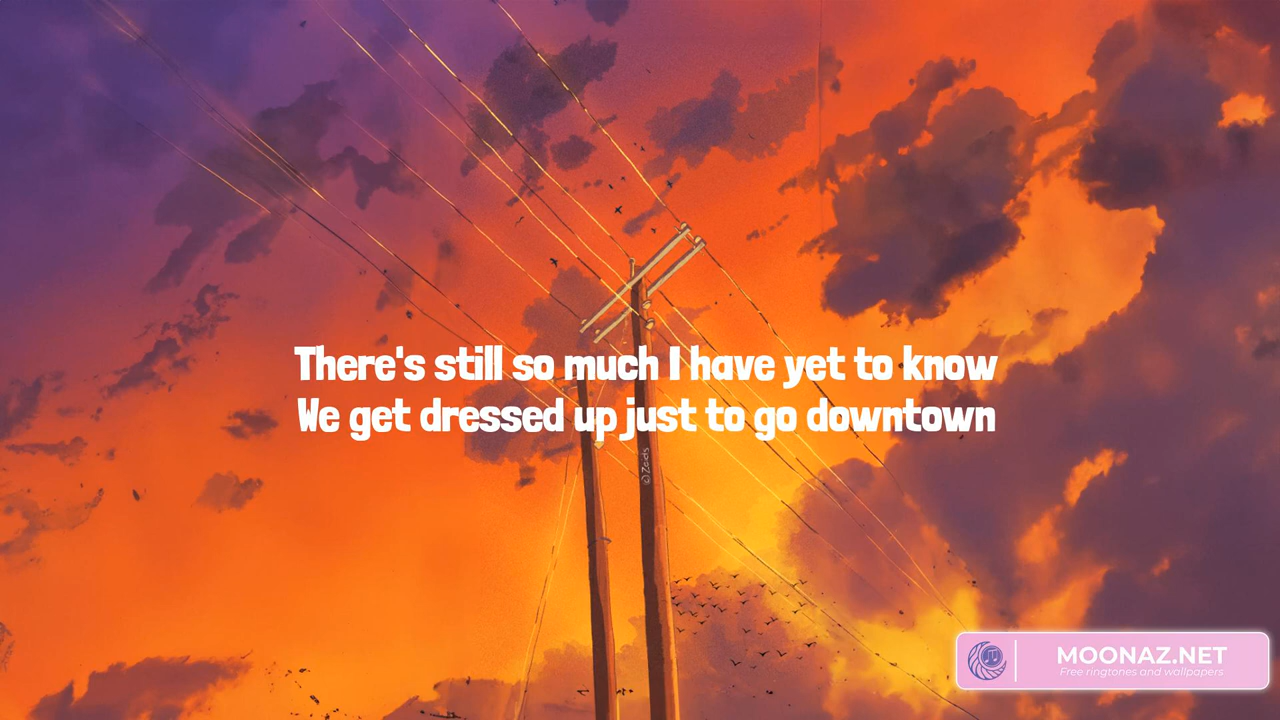 There's still so much I have yet to know
We get dressed up just to go downtown
© Zaids
MOONAZ.NET
Free ringtones and wallpapers